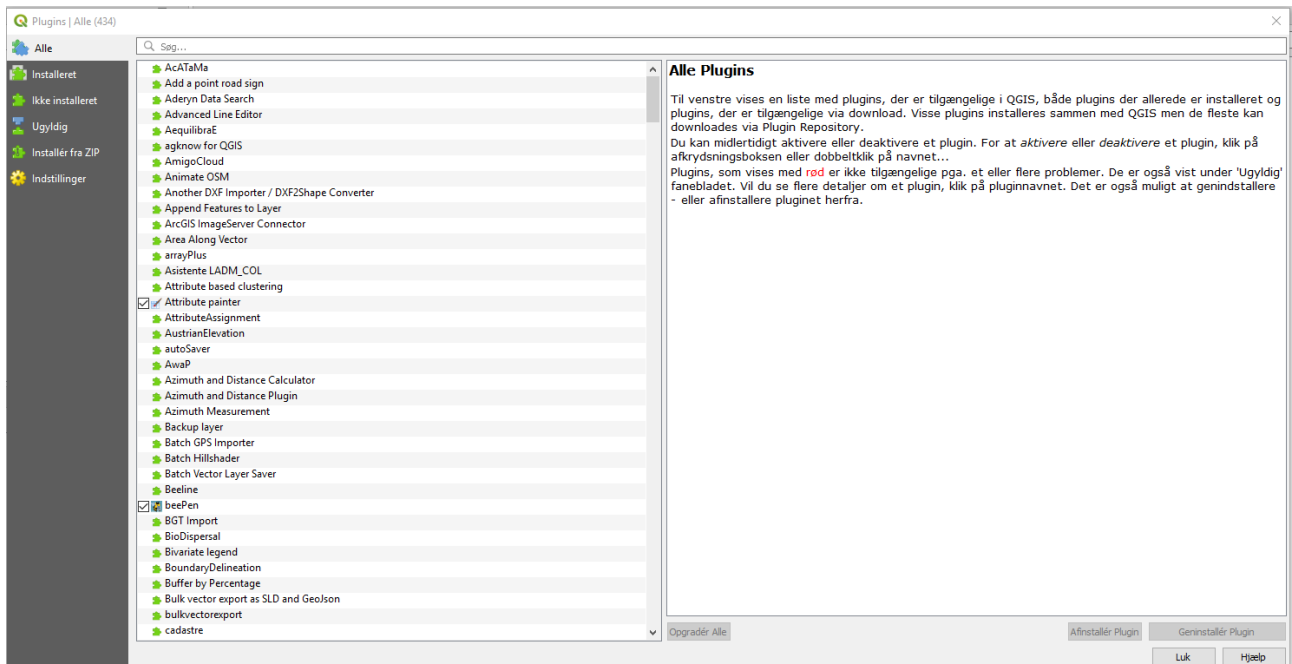 Plugins | Alle (434)
Alle
Installeret
Ikke installeret
Ugyldig
Installér fra ZIP
Indstillinger
Søg...
AcATaMa
Add a point road sign
Aderyn Data Search
Advanced Line Editor
AequilibraE
agknow for QGIS
AmigoCloud
Animate OSM
Another DXF Importer / DXF2Shape Converter
Append Features to Layer
ArcGIS ImageServer Connector
Area Along Vector
arrayPlus
Asistente LADM_COL
Attribute based clustering
Attribute painter
AttributeAssignment
AustrianElevation
autoSaver
AwaP
Azimuth and Distance Calculator
Azimuth and Distance Plugin
Azimuth Measurement
Backup layer
Batch GPS Importer
Batch Hillshader
Batch Vector Layer Saver
Beeline
beePen
BGT Import
BioDispersal
Bivariate legend
BoundaryDelineation
Buffer by Percentage
Bulk vector export as SLD and GeoJson
bulkvectorexport
cadastre
Alle Plugins
Til venstre vises en liste med plugins, der er tilgængelige i QGIS, både plugins der allerede er installeret og
plugins, der er tilgængelige via download. Visse plugins installeres sammen med QGIS men de fleste kan
downloades via Plugin Repository.
Du kan midlertidigt aktivere eller deaktivere et plugin. For at aktivere eller deaktivere et plugin, klik på
afkrydsningsboksen eller dobbeltklik på navnet...
Plugins, som vises med rød er ikke tilgængelige pga. et eller flere problemer. De er også vist under 'Ugyldig'
fanebladet. Vil du se flere detaljer om et plugin, klik på pluginnavnet. Det er også muligt at genindstallere
- eller afinstallere pluginet herfra.
Opgradér Alle
Afinstallér Plugin
Geninstallér Plugin
Luk
Hjælp